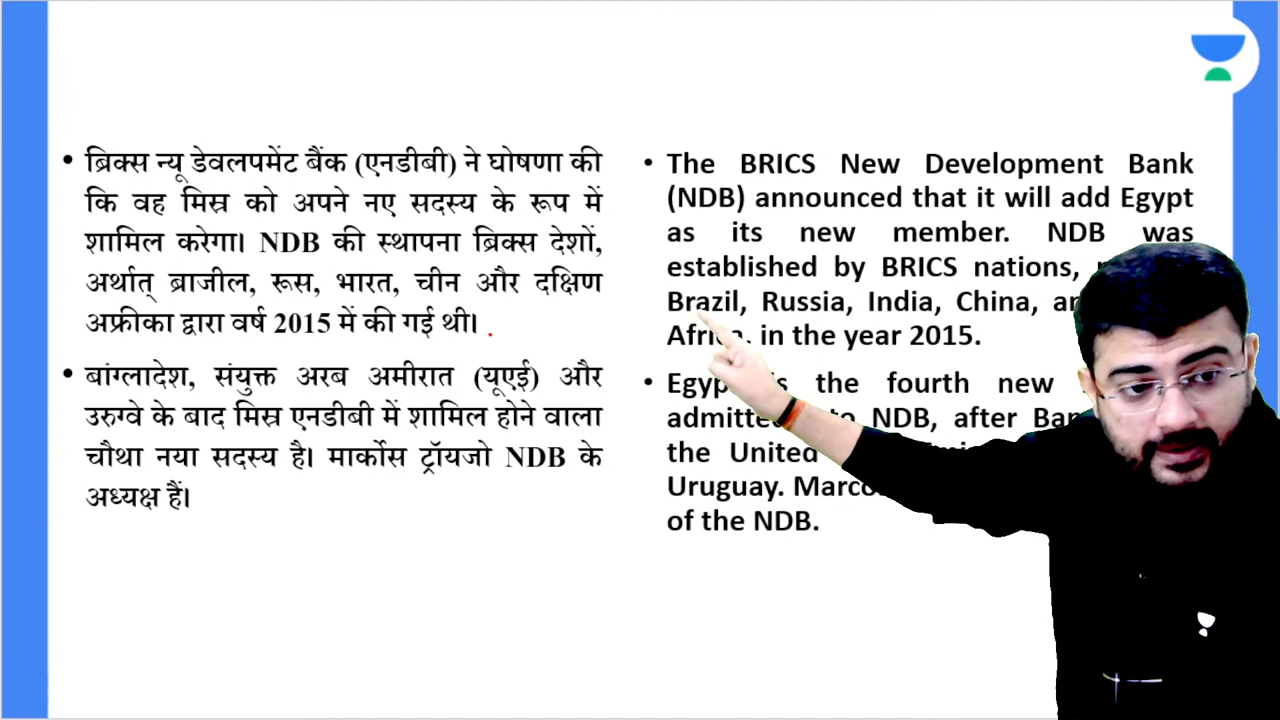 • ब्रिक्स न्यू डेवलपमेंट बैंक (एनडीबी) ने घोषणा की
कि वह मिस्र को अपने नए सदस्य के रूप में
शामिल करेगा। NDB की स्थापना ब्रिक्स देशों,
अर्थात् ब्राजील, रूस, भारत, चीन और दक्षिण
अफ्रीका द्वारा वर्ष 2015 में की गई थी।
• बांग्लादेश, संयुक्त अरब अमीरात (यूएई) और
उरुग्वे के बाद मिस्र एनडीबी में शामिल होने वाला
चौथा नया सदस्य है। मार्कोस ट्रॉयजो NDB के
अध्यक्ष हैं।
• The BRICS New Development Bank
(NDB) announced that it will add Egypt
as its new member. NDB was
established by BRICS nations,
Brazil, Russia, India, China,
in the year 2015.
• the fourth new
NDB, after
the United
Uruguay.
of the NDB.